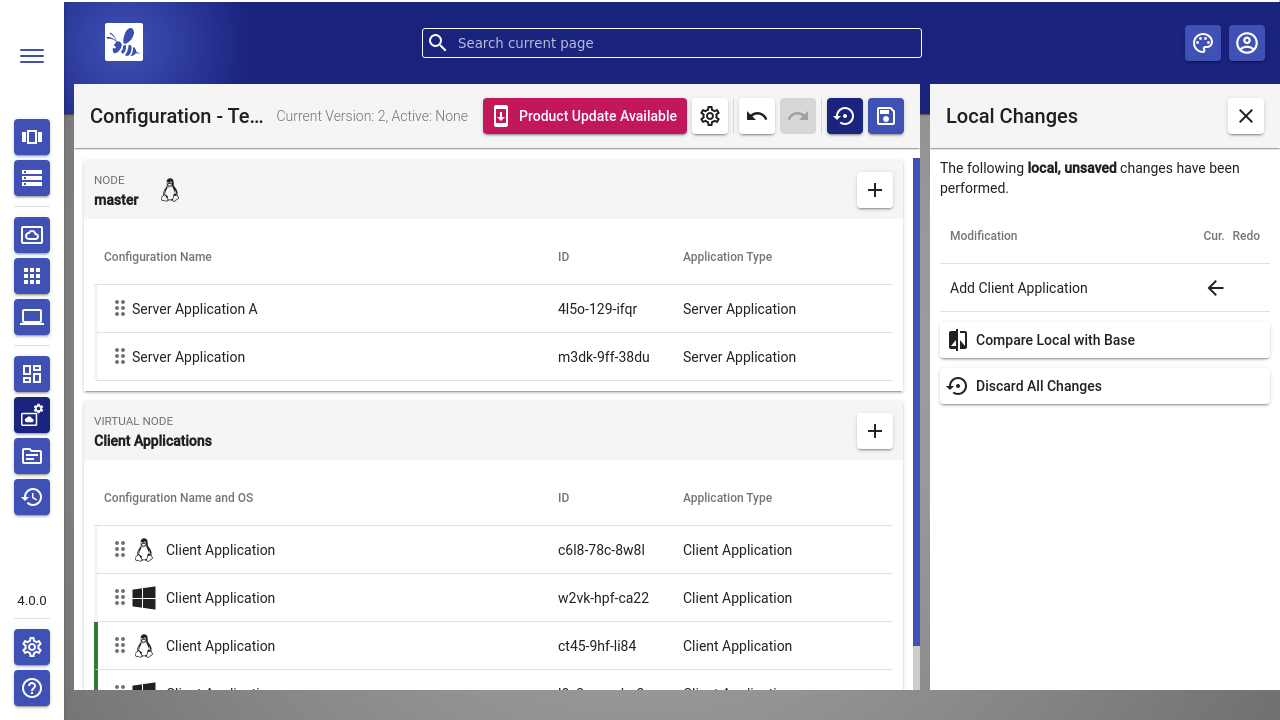 Search current page
Configuration - Te...
Current Version: 2, Active: None
Product Update Available
NODE
master
Configuration Name ID Application Type
Server Application A 4l5o-129-ifqr Server Application
Server Application m3dk-9ff-38du Server Application
VIRTUAL NODE
Client Applications
Configuration Name and OS ID Application Type
Client Application c6l8-78c-8w8l Client Application
Client Application w2vk-hpf-ca22 Client Application
Client Application ct45-9hf-li84 Client Application
Client Application Client Application
Local Changes
The following local, unsaved changes have been
performed.
Modification Cur. Redo
Add Client Application
Compare Local with Base
Discard All Changes
4.0.0